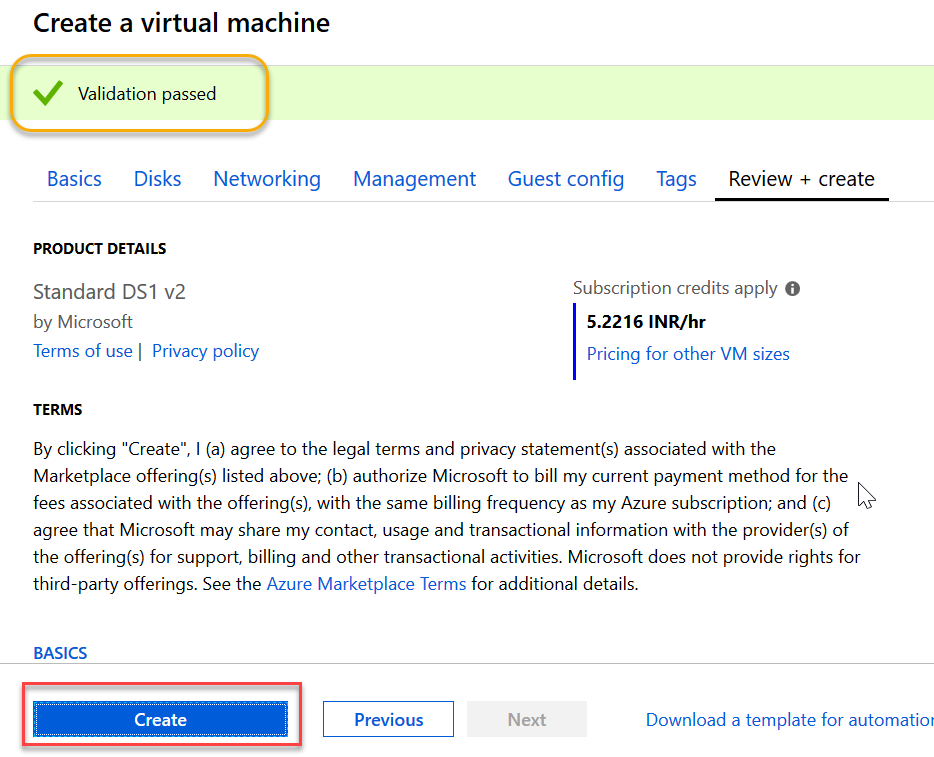 Create a virtual machine
Validation passed
Basics Disks Networking Management Guest config Tags Review + create
PRODUCT DETAILS
Standard DS1 v2
by Microsoft
Terms of use | Privacy policy
Subscription credits apply
5.2216 INR/hr
Pricing for other VM sizes
TERMS
By clicking "Create", I (a) agree to the legal terms and privacy statement(s) associated with the
Marketplace offering(s) listed above; (b) authorize Microsoft to bill my current payment method for the
fees associated with the offering(s), with the same billing frequency as my Azure subscription; and (c)
agree that Microsoft may share my contact, usage and transactional information with the provider(s) of
the offering(s) for support, billing and other transactional activities. Microsoft does not provide rights for
third-party offerings. See the Azure Marketplace Terms for additional details.
BASICS
Create Previous Next Download a template for automation